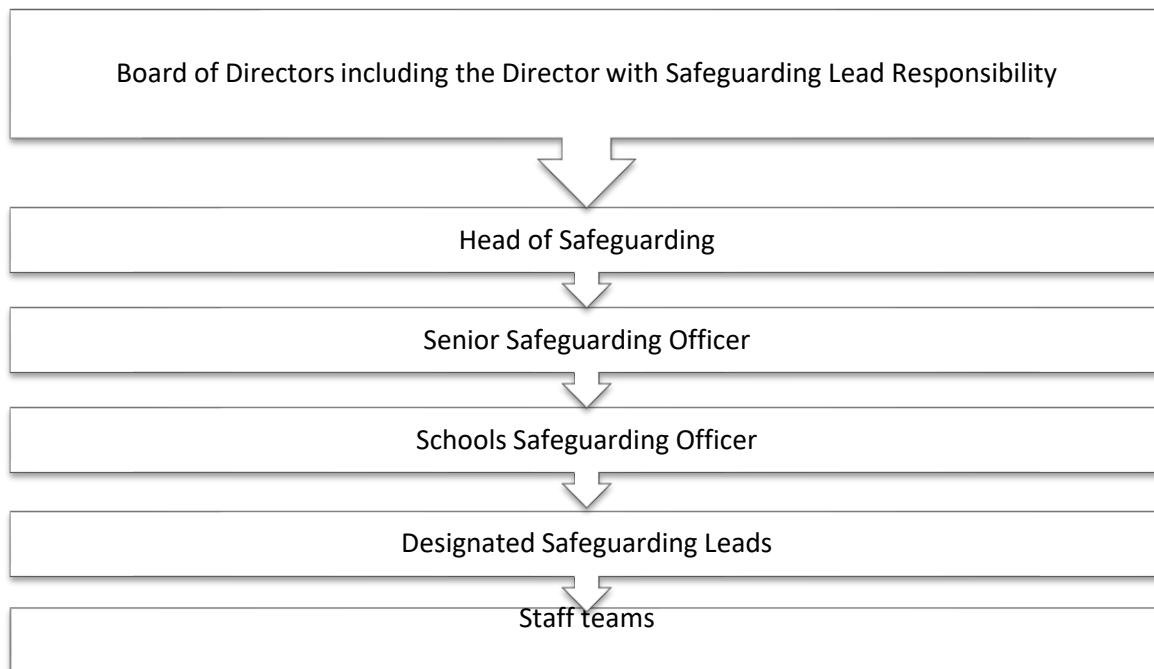 Board of Directors including the Director with Safeguarding Lead Responsibility
Head of Safeguarding
Senior Safeguarding Officer
Schools Safeguarding Officer
Designated Safeguarding Leads
Staff teams